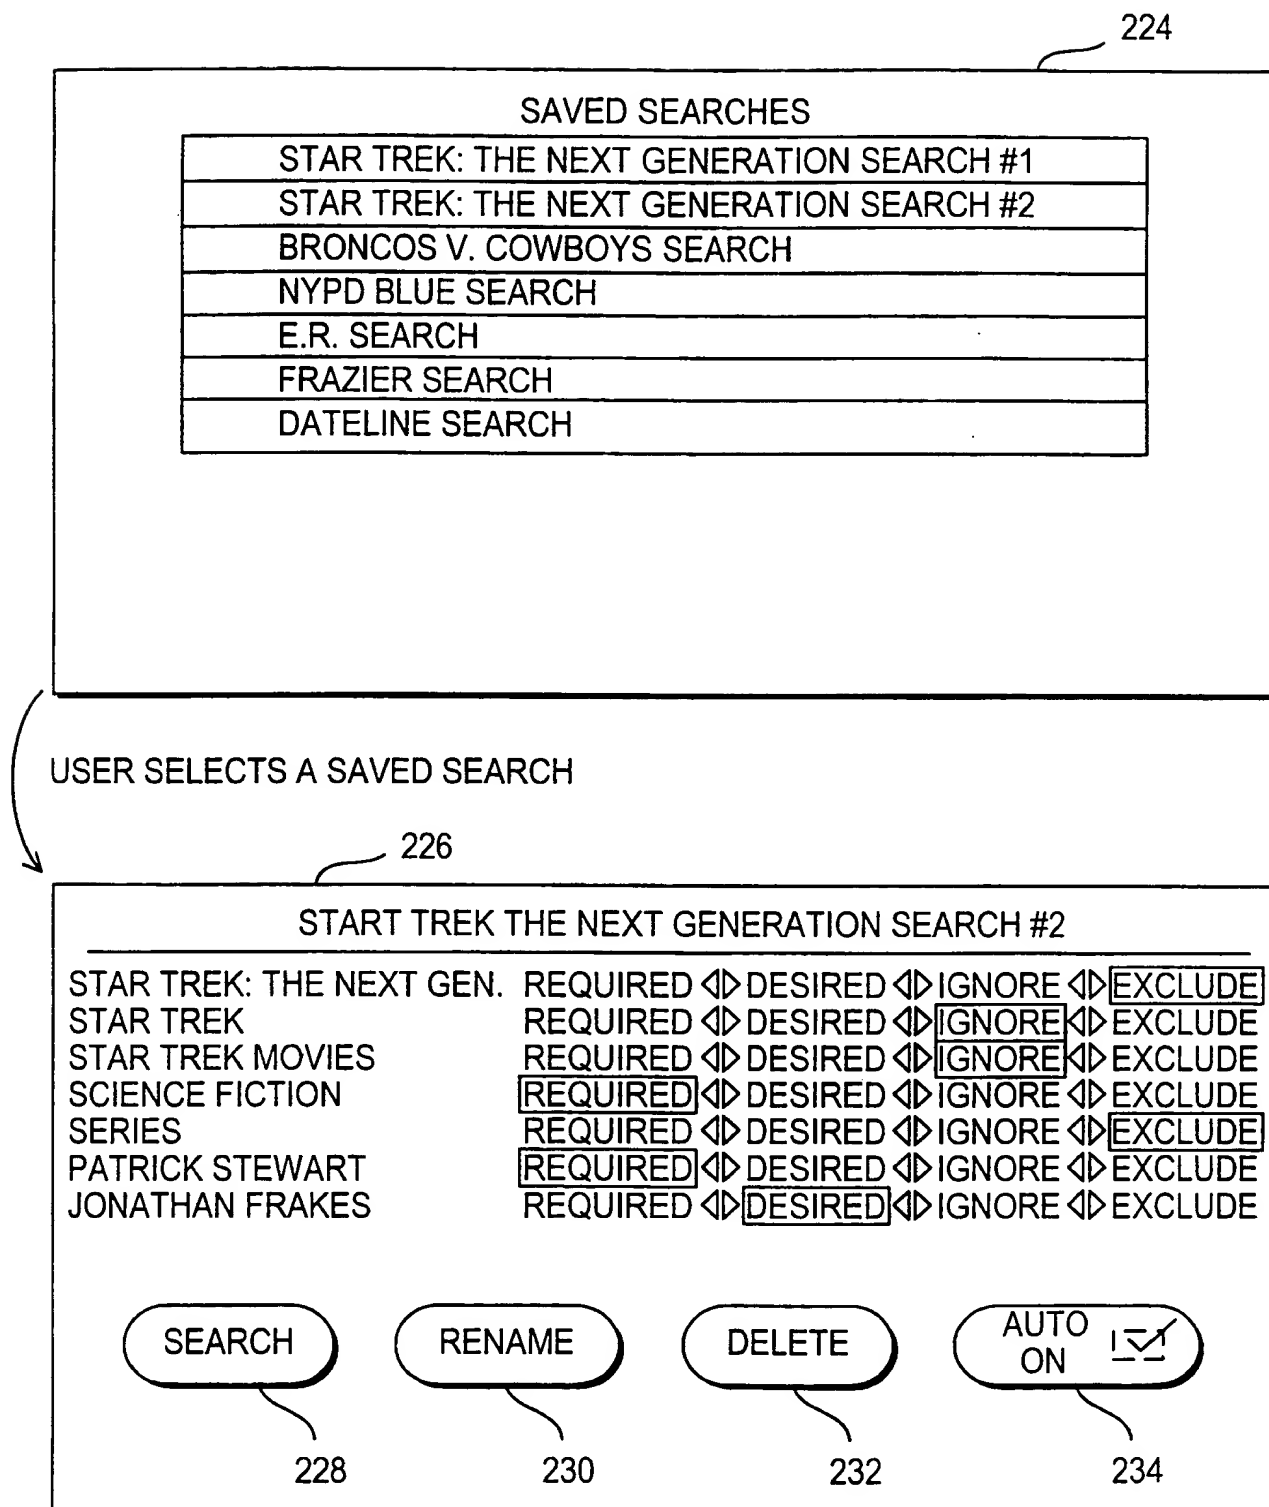 224
SAVED SEARCHES
STAR TREK: THE NEXT GENERATION SEARCH #1
STAR TREK: THE NEXT GENERATION SEARCH #2
BRONCOS V. COWBOYS SEARCH
NYPD BLUE SEARCH
E.R. SEARCH
FRAZIER SEARCH
DATELINE SEARCH
USER SELECTS A SAVED SEARCH
226
START TREK THE NEXT GENERATION SEARCH #2
STAR TREK: THE NEXT GEN. REQUIRED DESIRED IGNORE EXCLUDE
STAR TREK REQUIRED DESIRED IGNORE EXCLUDE
STAR TREK MOVIES REQUIRED DESIRED IGNORE EXCLUDE
SCIENCE FICTION REQUIRED DESIRED IGNORE EXCLUDE
SERIES REQUIRED DESIRED IGNORE EXCLUDE
PATRICK STEWART REQUIRED DESIRED IGNORE EXCLUDE
JONATHAN FRAKES REQUIRED DESIRED IGNORE EXCLUDE
SEARCH RENAME DELETE AUTO
ON
228 230 232 234